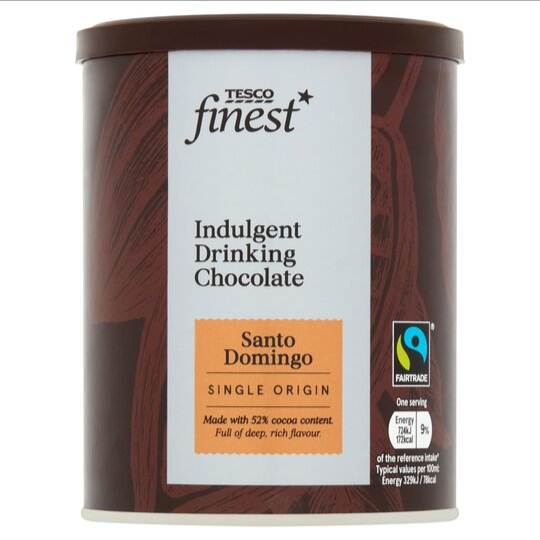 TESCO
finest*
Indulgent
Drinking
Chocolate
Santo
Domingo
SINGLE ORIGIN
Made with 52% cocoa content.
Full of deep, rich flavour.
®
FAIRTRADE
One serving
Energy
724kJ
172kcal
9%
of the reference intake*
Typical values per 100ml:
Energy 329kJ / 78kcal